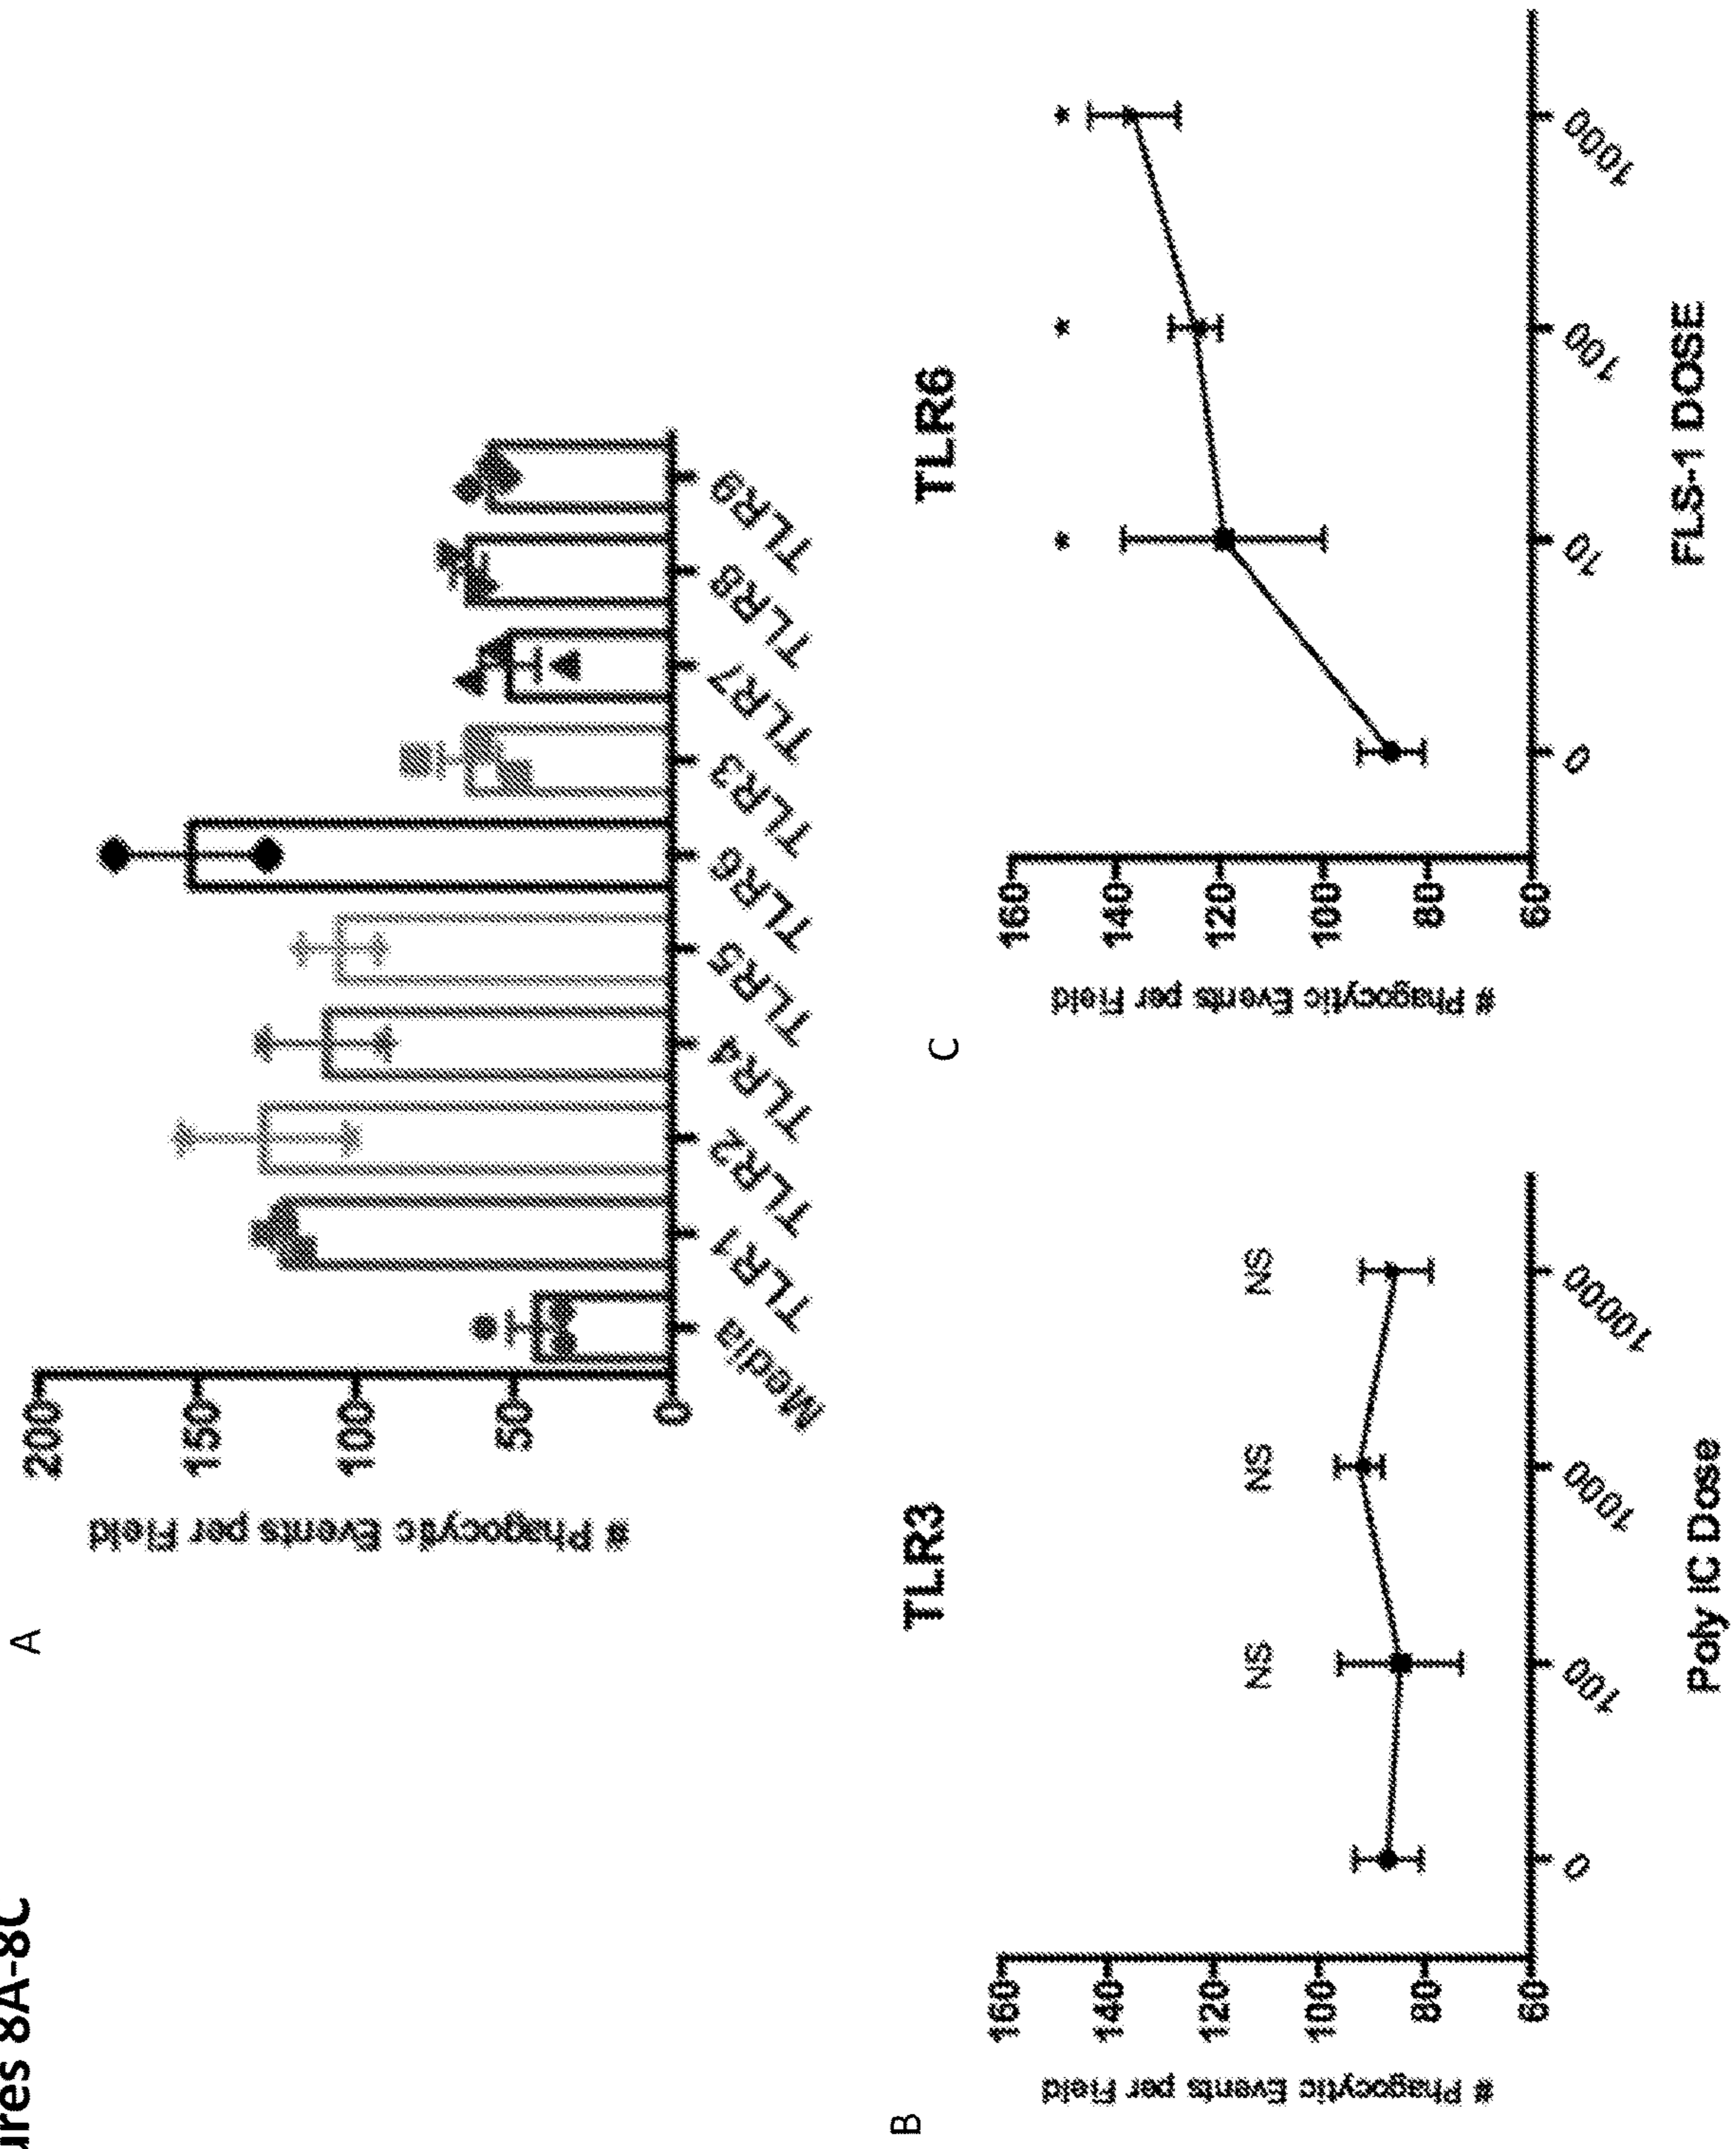 ures 8A-8C
A
# Phagocytic Events per Field
200
150
100
50
0
Media
TLR1
TLR2
TLR4
TLR5
TLR6
TLR3
TLR7
TLR8
TLR9
B
TLR3
# Phagocytic Events per Field
160
140
120
100
80
60
NS
NS
NS
0
100
1000
10000
Poly IC Dose
C
TLR6
# Phagocytic Events per Field
160
140
120
100
80
60
*
*
*
0
10
100
1000
FLS-1 DOSE